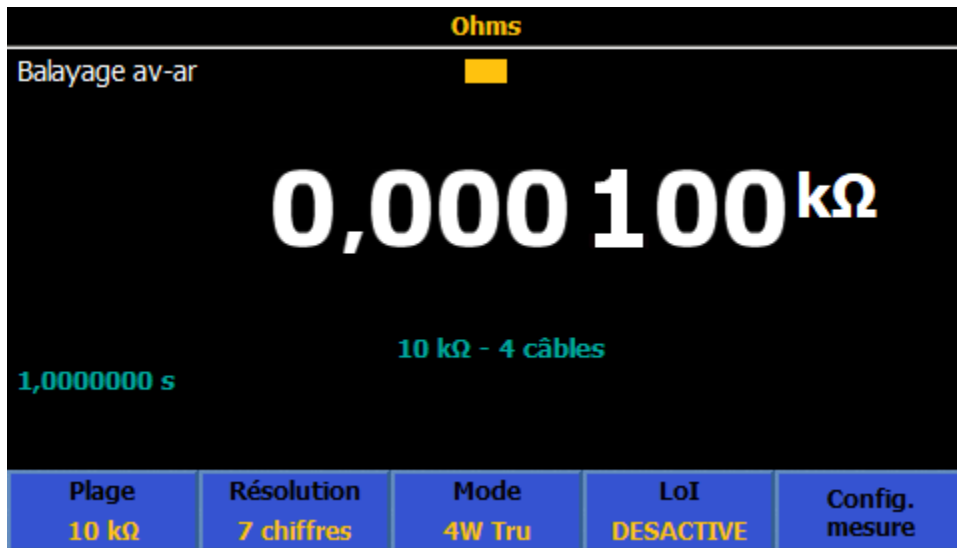 Ohms
Balayage av-ar
0,000 100 kΩ
10 kΩ - 4 câbles
1,0000000 s
Plage Résolution Mode LoI Config. mesure
10 kΩ 7 chiffres 4W Tru DESACTIVE